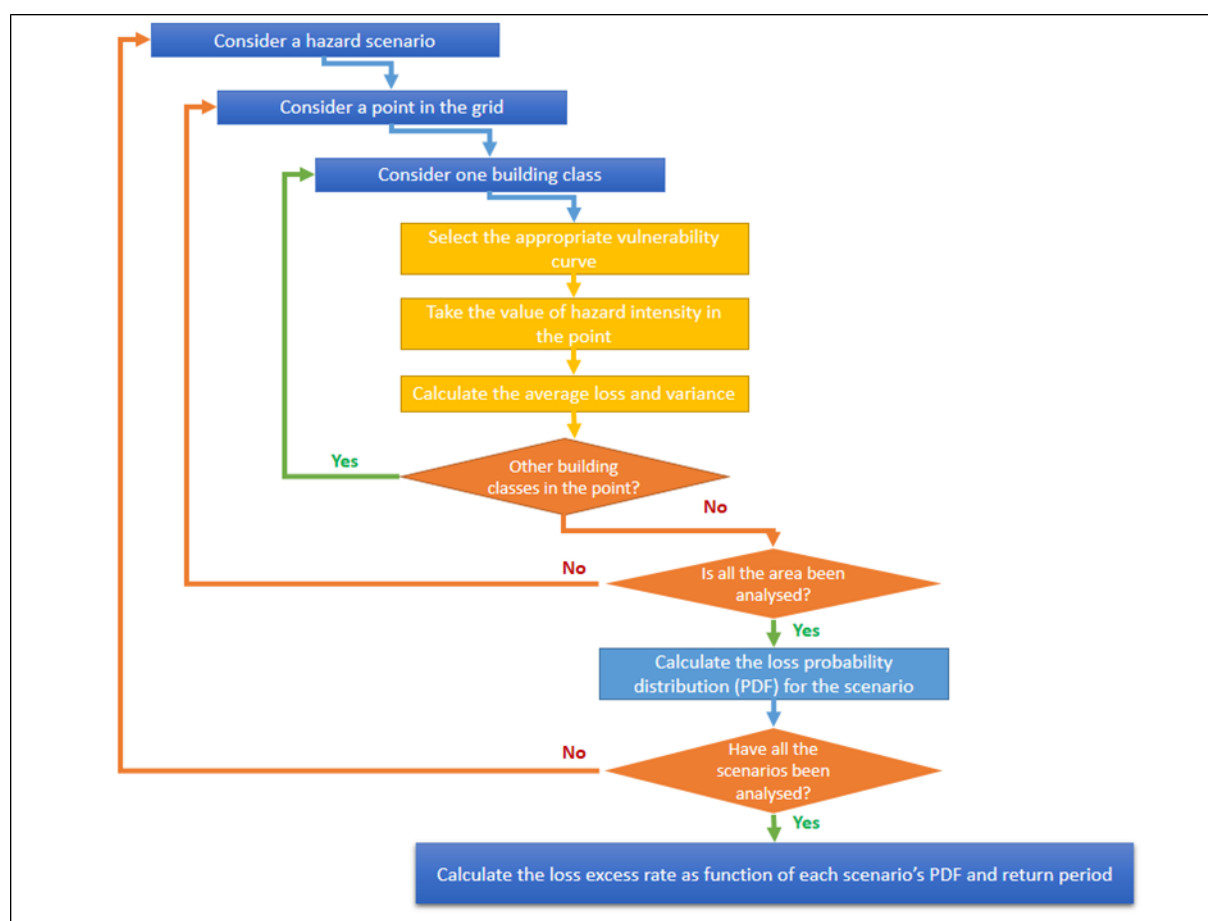 Consider a hazard scenario
Consider a point in the grid
Consider one building class
Select the appropriate vulnerability
curve
Take the value of hazard intensity in
the point
Calculate the average loss and variance
Yes
Other building
classes in the point?
No
No
Is all the area been
analysed?
Yes
Calculate the loss probability
distribution (PDF) for the scenario
No
Have all the
scenarios been
analysed?
Yes
Calculate the loss excess rate as function of each scenario's PDF and return period